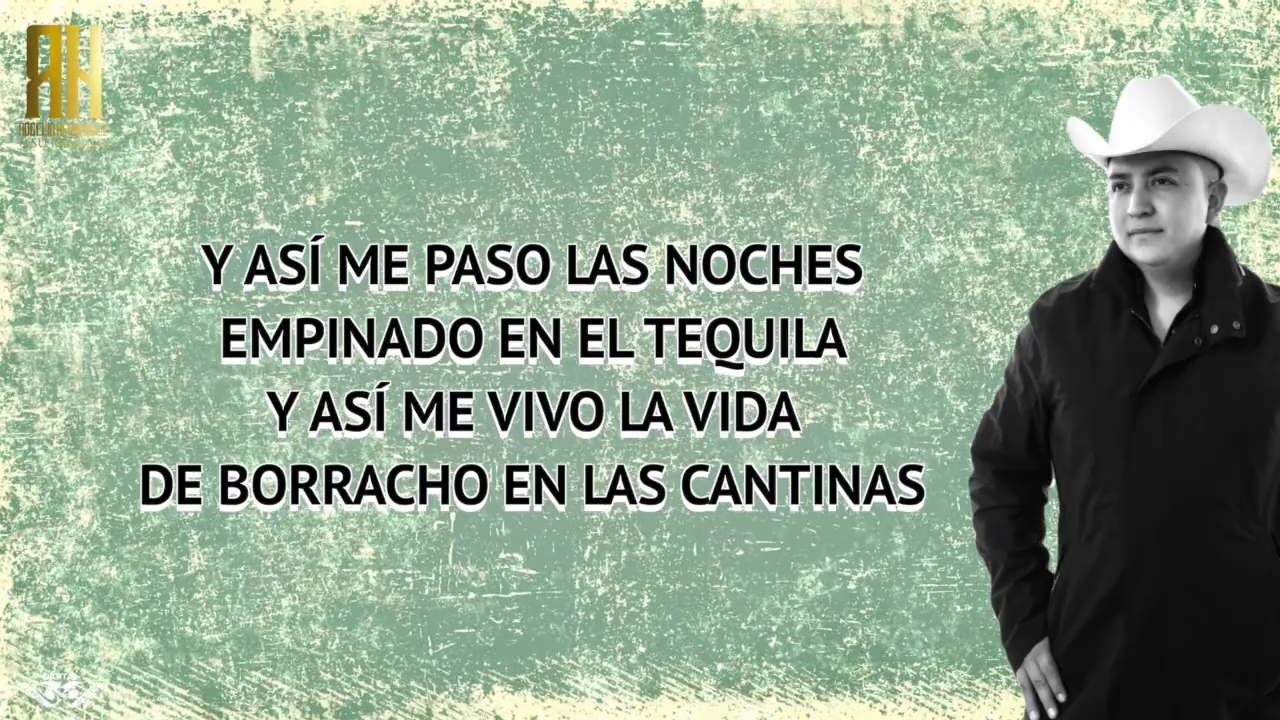 Y ASÍ ME PASO LAS NOCHES
EMPINADO EN EL TEQUILA
Y ASÍ ME VIVO LA VIDA
DE BORRACHO EN LAS CANTINAS